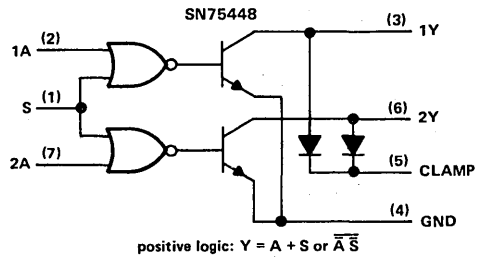 SN75448
(3) 1Y
1A (2)
S (1)
(6) 2Y
2A (7)
(5) CLAMP
(4) GND
positive logic: Y = A + S or A̅ S̅̅